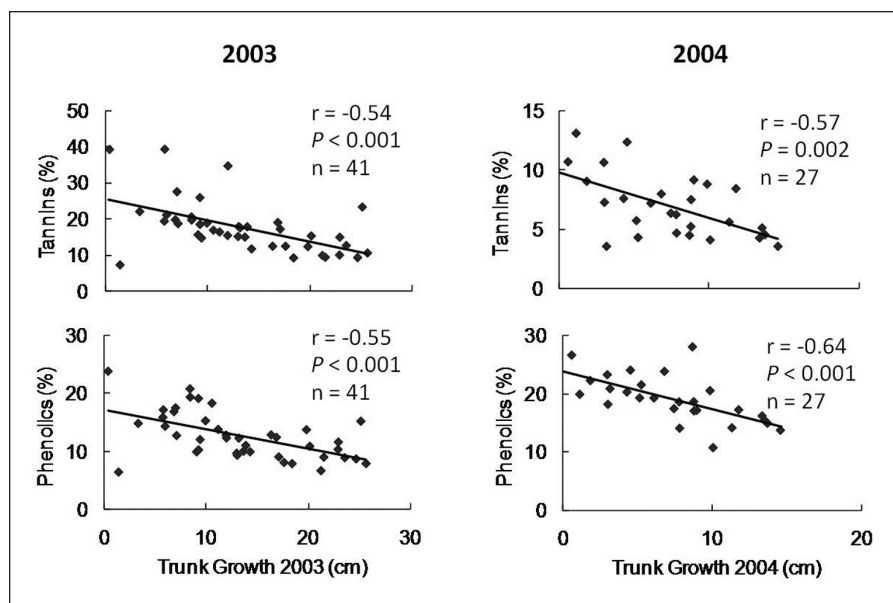 2003
2004
50
40
30
20
10
0
Tannins (%)
r = -0.54
P < 0.001
n = 41
15
10
5
0
Tannins (%)
r = -0.57
P = 0.002
n = 27
30
20
10
0
Phenolics (%)
r = -0.55
P < 0.001
n = 41
0 10 20 30
Trunk Growth 2003 (cm)
30
20
10
0
Phenolics (%)
r = -0.64
P < 0.001
n = 27
0 10 20
Trunk Growth 2004 (cm)